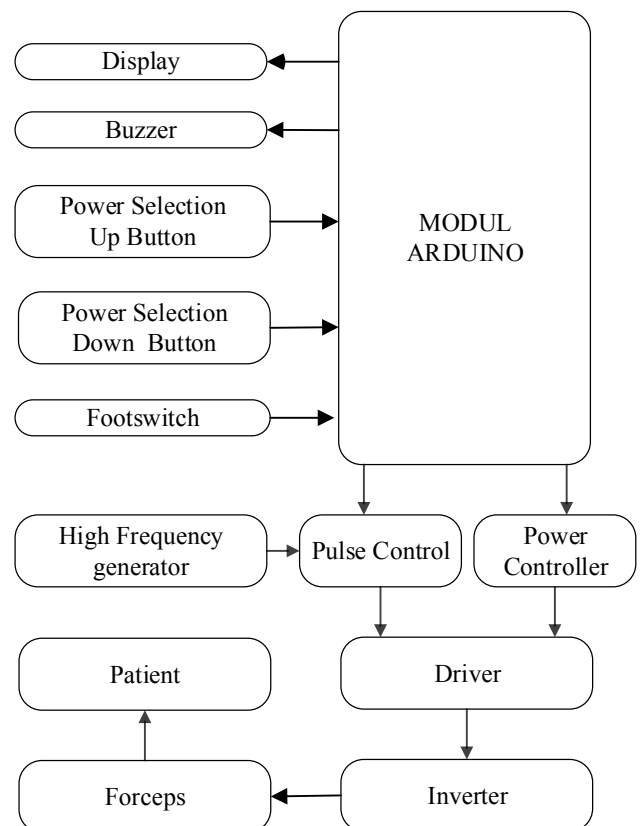 Display
Buzzer
Power Selection
Up Button
Power Selection
Down Button
Footswitch
MODUL
ARDUINO
High Frequency
generator
Pulse Control
Power
Controller
Patient
Driver
Forceps
Inverter